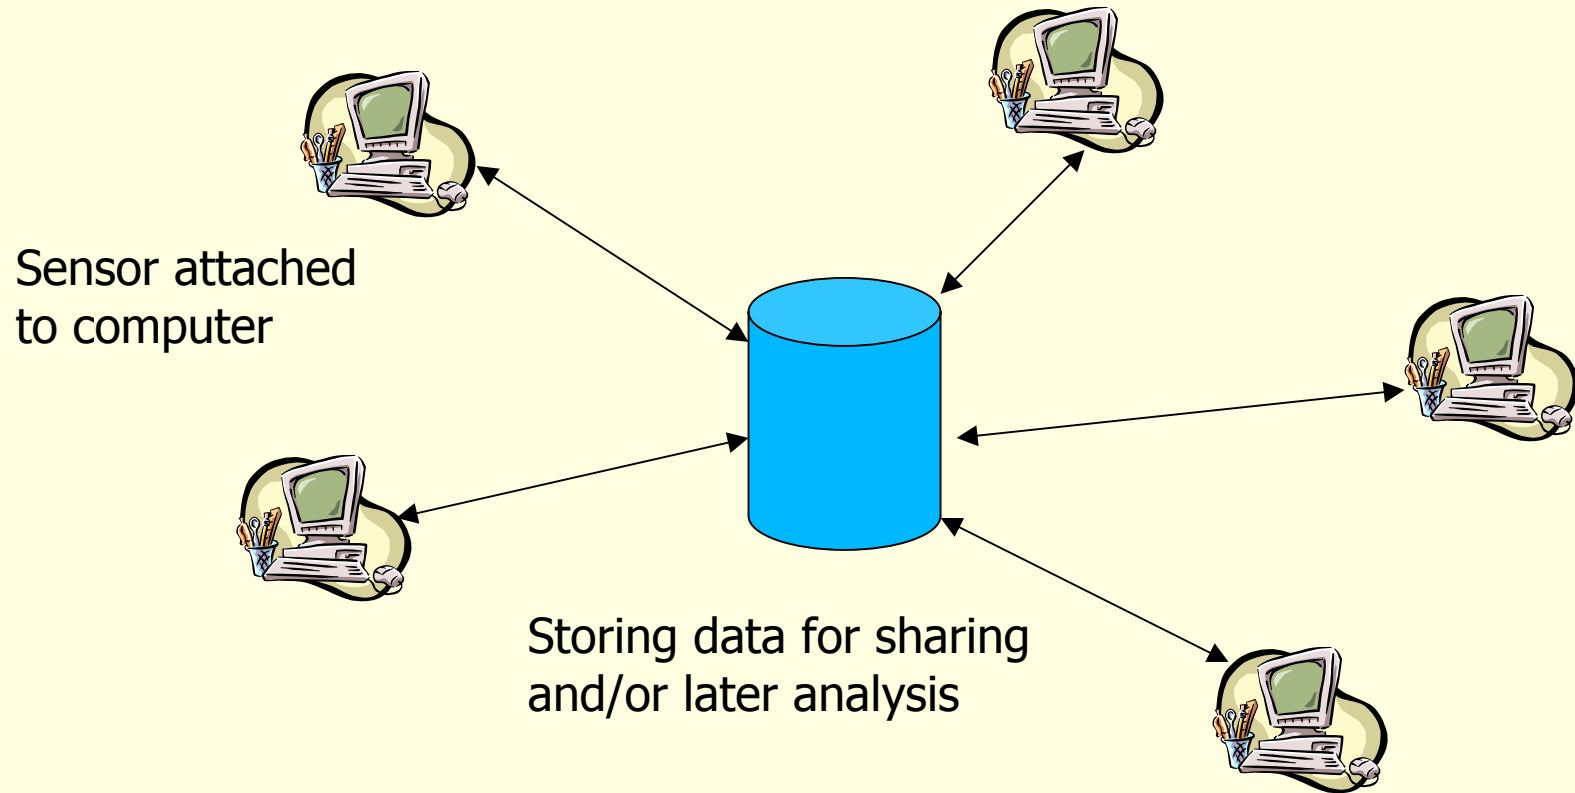 Sensor attached
to computer
Storing data for sharing
and/or later analysis